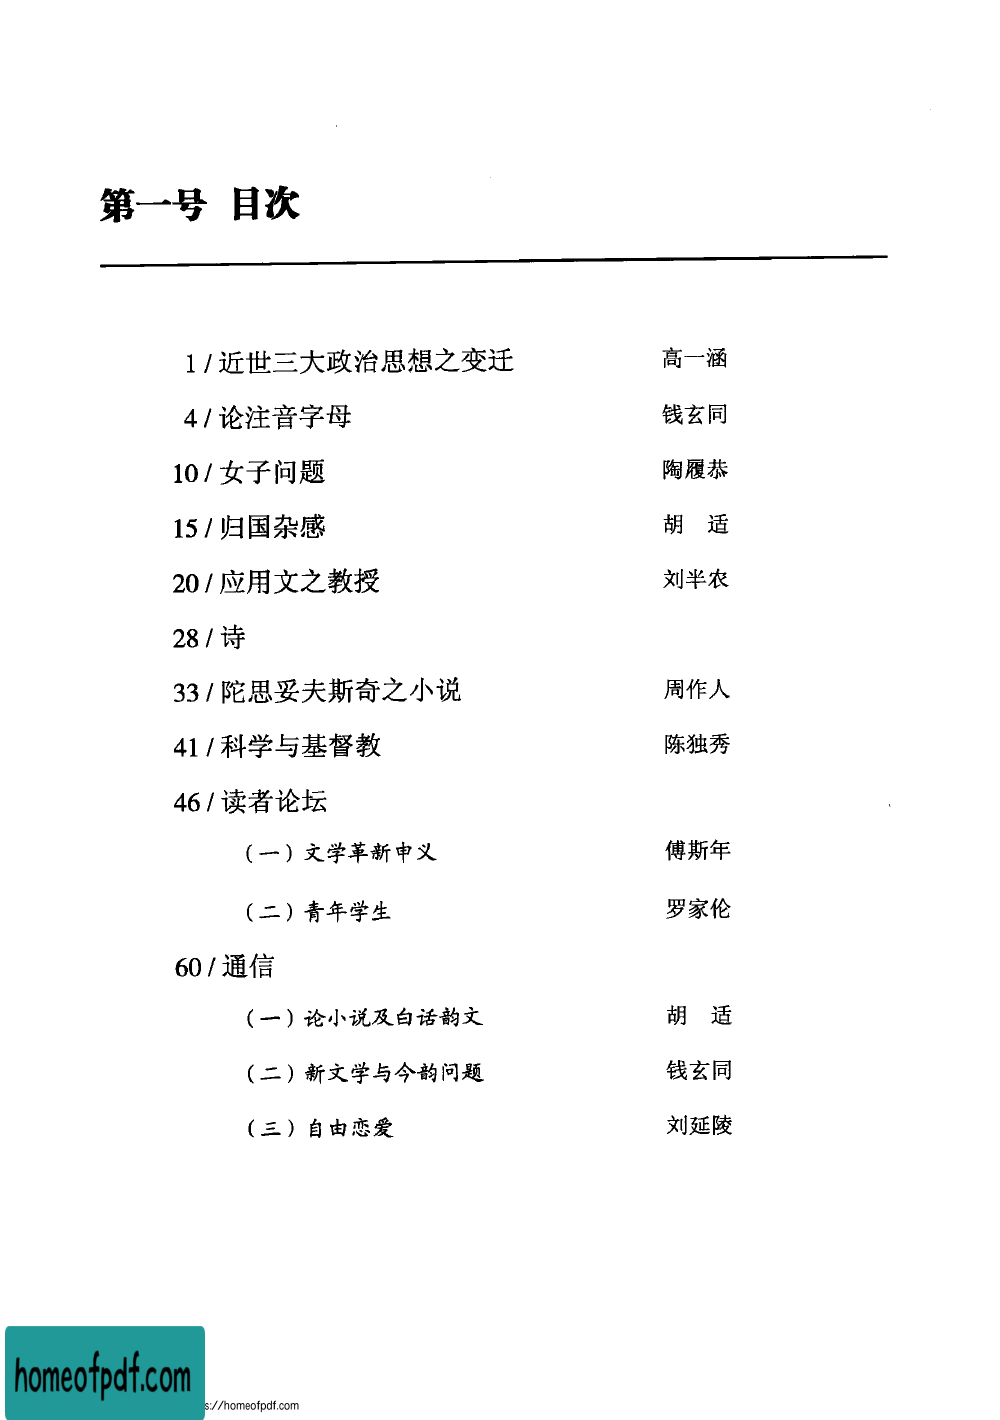 第一号 目次
1 / 近世三大政治思想之变迁 高一涵
4 / 论注音字母 钱玄同
10 / 女子问题 陶履恭
15 / 归国杂感 胡 适
20 / 应用文之教授 刘半农
28 / 诗
33 / 陀思妥夫斯奇之小说 周作人
41 / 科学与基督教 陈独秀
46 / 读者论坛
（一）文学革新申义 傅斯年
（二）青年学生 罗家伦
60 / 通信
（一）论小说及白话韵文 胡 适
（二）新文学与今韵问题 钱玄同
（三）自由恋爱 刘延陵
homeofpdf.com
s://homeofpdf.com